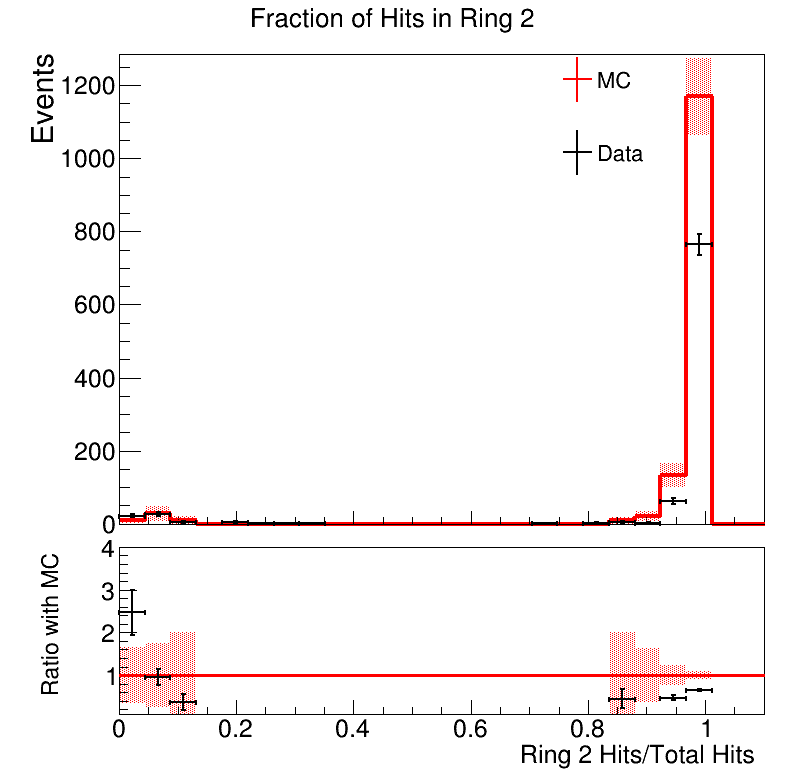 Fraction of Hits in Ring 2
Events
1200
1000
800
600
400
200
0
MC
Data
Ratio with MC
4
3
2
1
0 0.2 0.4 0.6 0.8 1
Ring 2 Hits/Total Hits